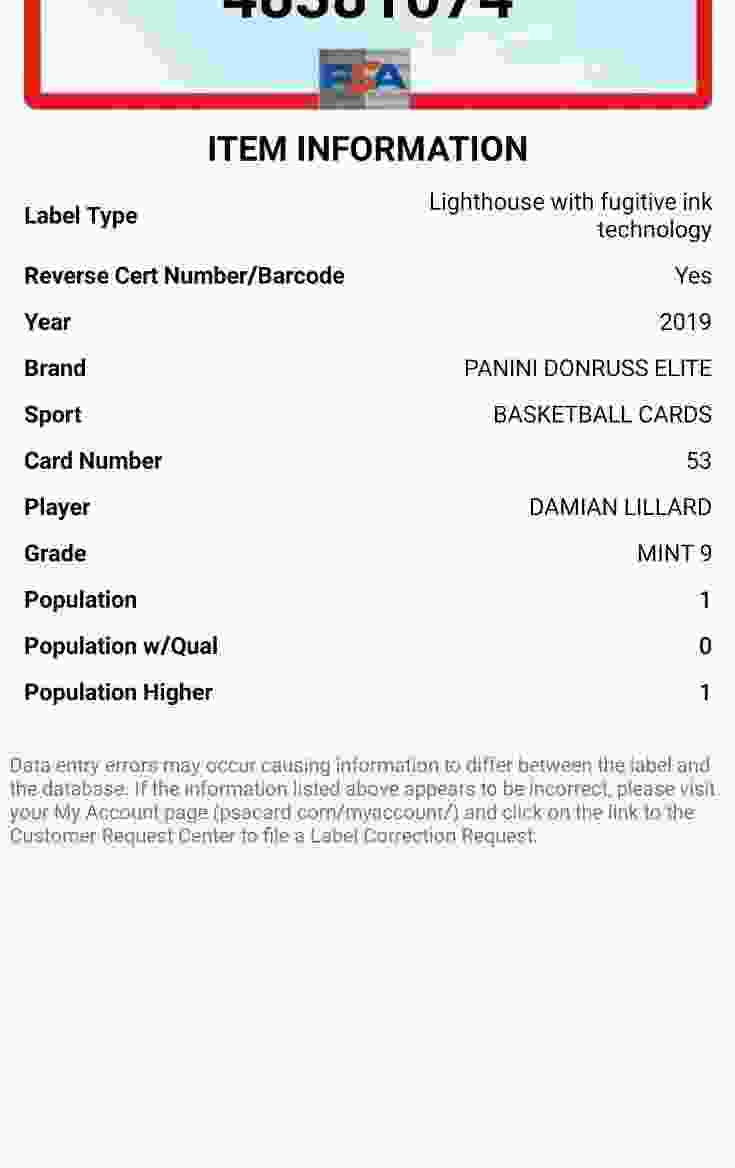 PSA
ITEM INFORMATION
Label Type Lighthouse with fugitive ink
technology
Reverse Cert Number/Barcode Yes
Year 2019
Brand PANINI DONRUSS ELITE
Sport BASKETBALL CARDS
Card Number 53
Player DAMIAN LILLARD
Grade MINT 9
Population 1
Population w/Qual 0
Population Higher 1
Data entry errors may occur causing information to differ between the label and
the database. If the information listed above appears to be incorrect, please visit
your My Account page (psacard.com/myaccount/) and click on the link to the
Customer Request Center to file a Label Correction Request.